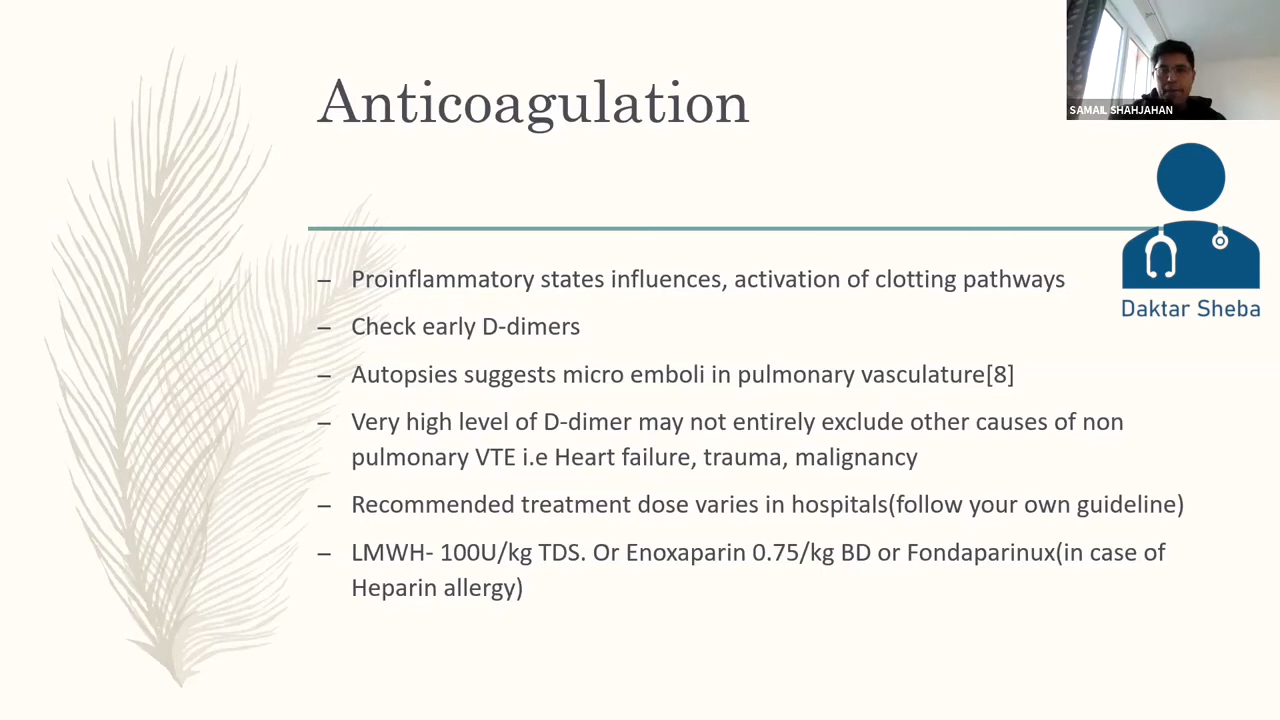 Anticoagulation
SAMAIL SHAHJAHAN
Daktar Sheba
– Proinflammatory states influences, activation of clotting pathways
– Check early D-dimers
– Autopsies suggests micro emboli in pulmonary vasculature[8]
– Very high level of D-dimer may not entirely exclude other causes of non
pulmonary VTE i.e Heart failure, trauma, malignancy
– Recommended treatment dose varies in hospitals(follow your own guideline)
– LMWH- 100U/kg TDS. Or Enoxaparin 0.75/kg BD or Fondaparinux(in case of
Heparin allergy)